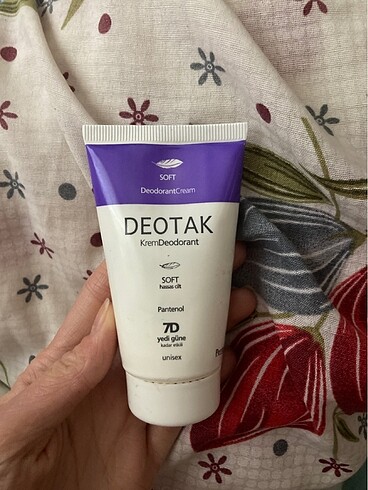 SOFT
DeodorantCream
DEOTAK
KremDeodorant
SOFT
hassas cilt
Pantenol
7D
yedi güne
kadar etkili
unisex